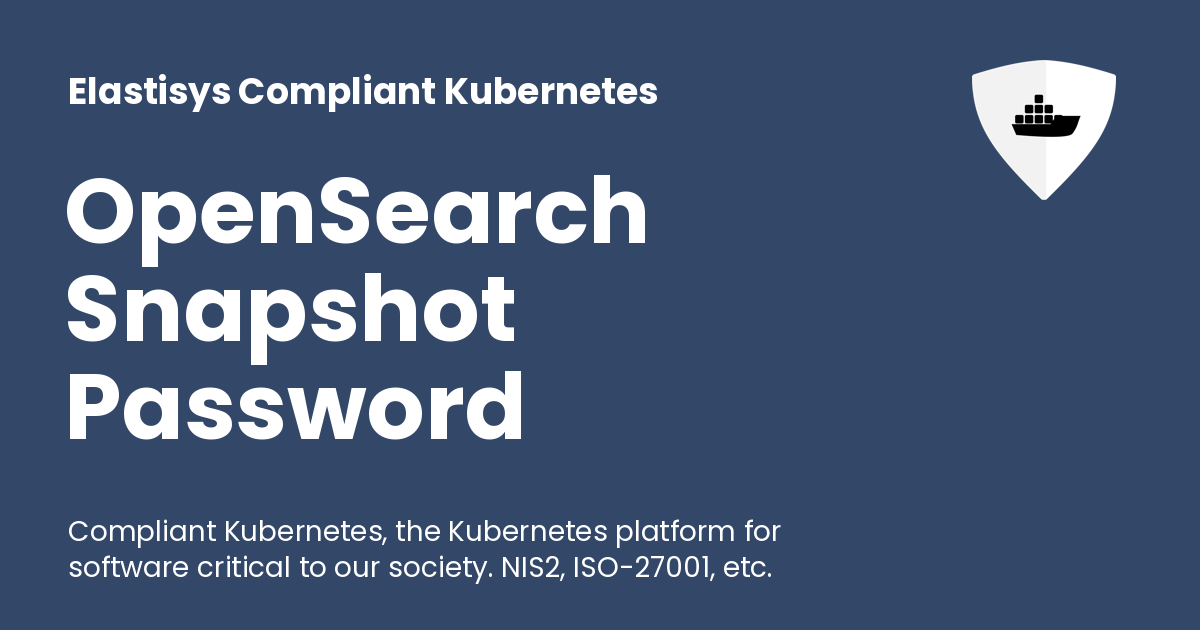 Elastisys Compliant Kubernetes
OpenSearch
Snapshot
Password
Compliant Kubernetes, the Kubernetes platform for
software critical to our society. NIS2, ISO-27001, etc.